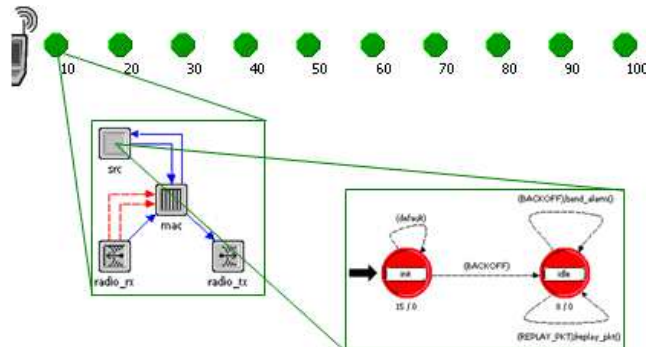 10 20 30 40 50 60 70 80 90 100
src
mac
radio_rx
radio_tx
(default)
(BACKOFF)/send_alarms()
init
(BACKOFF)
idle
15 / 0
0 / 0
(REPLAY_PKT)/replay_pkt()